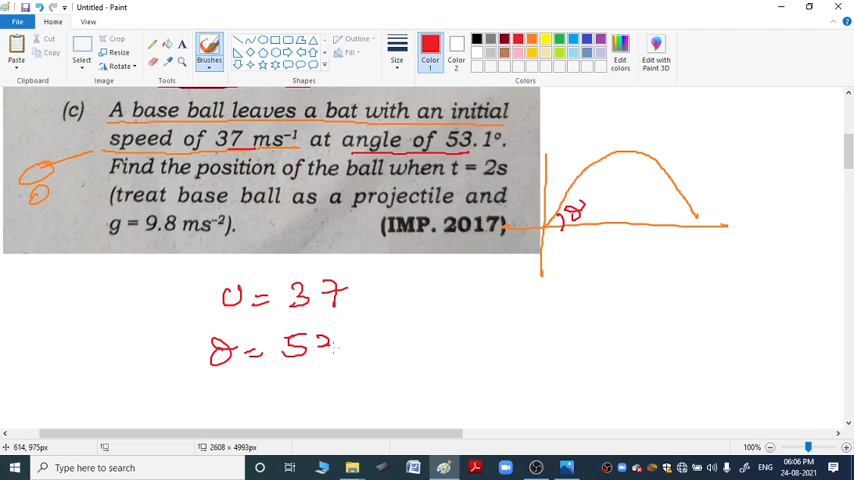 Untitled - Paint
File
Home
View
Paste
Cut
Copy
Clipboard
Select
Crop
Resize
Rotate
Image
Tools
Brushes
Outline
Fill
Shapes
Size
Color 1
Color 2
Colors
Edit colors
Edit with Paint 3D
(c) A base ball leaves a bat with an initial
speed of 37 ms⁻¹ at angle of 53.1°.
Find the position of the ball when t = 2s
(treat base ball as a projectile and
g = 9.8 ms⁻²). (IMP. 2017;
θ
U = 37
θ = 53
614, 975px
2608 × 4993px
100%
Type here to search
ENG
06:06 PM
24-08-2021